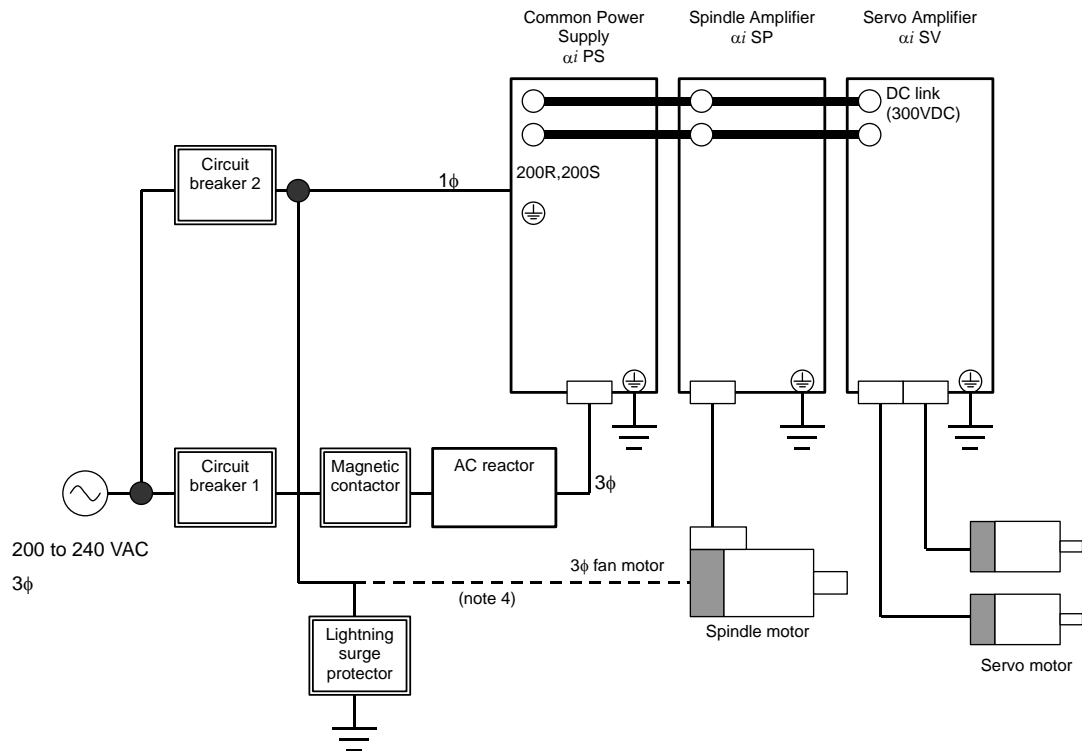 Common Power
Supply
αi PS
Spindle Amplifier
αi SP
Servo Amplifier
αi SV
DC link
(300VDC)
Circuit
breaker 2
1ϕ
200R,200S
Circuit
breaker 1
Magnetic
contactor
AC reactor
3ϕ
200 to 240 VAC
3ϕ
3ϕ fan motor
(note 4)
Spindle motor
Lightning
surge
protector
Servo motor